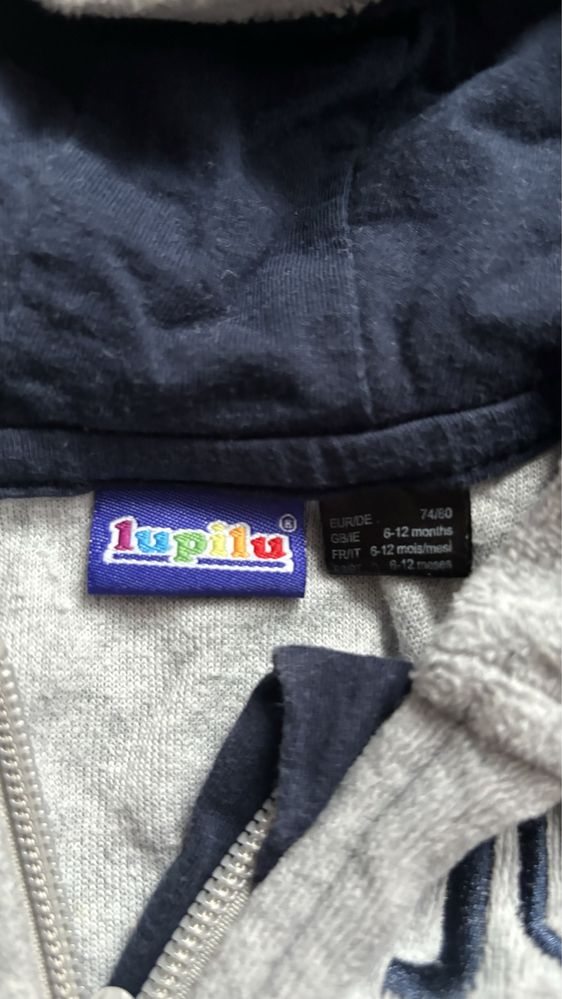 lupilu®
EUR/DE 74/80
GB/IE 6-12 months
FR/IT 6-12 mois/mesi
6-12 meses